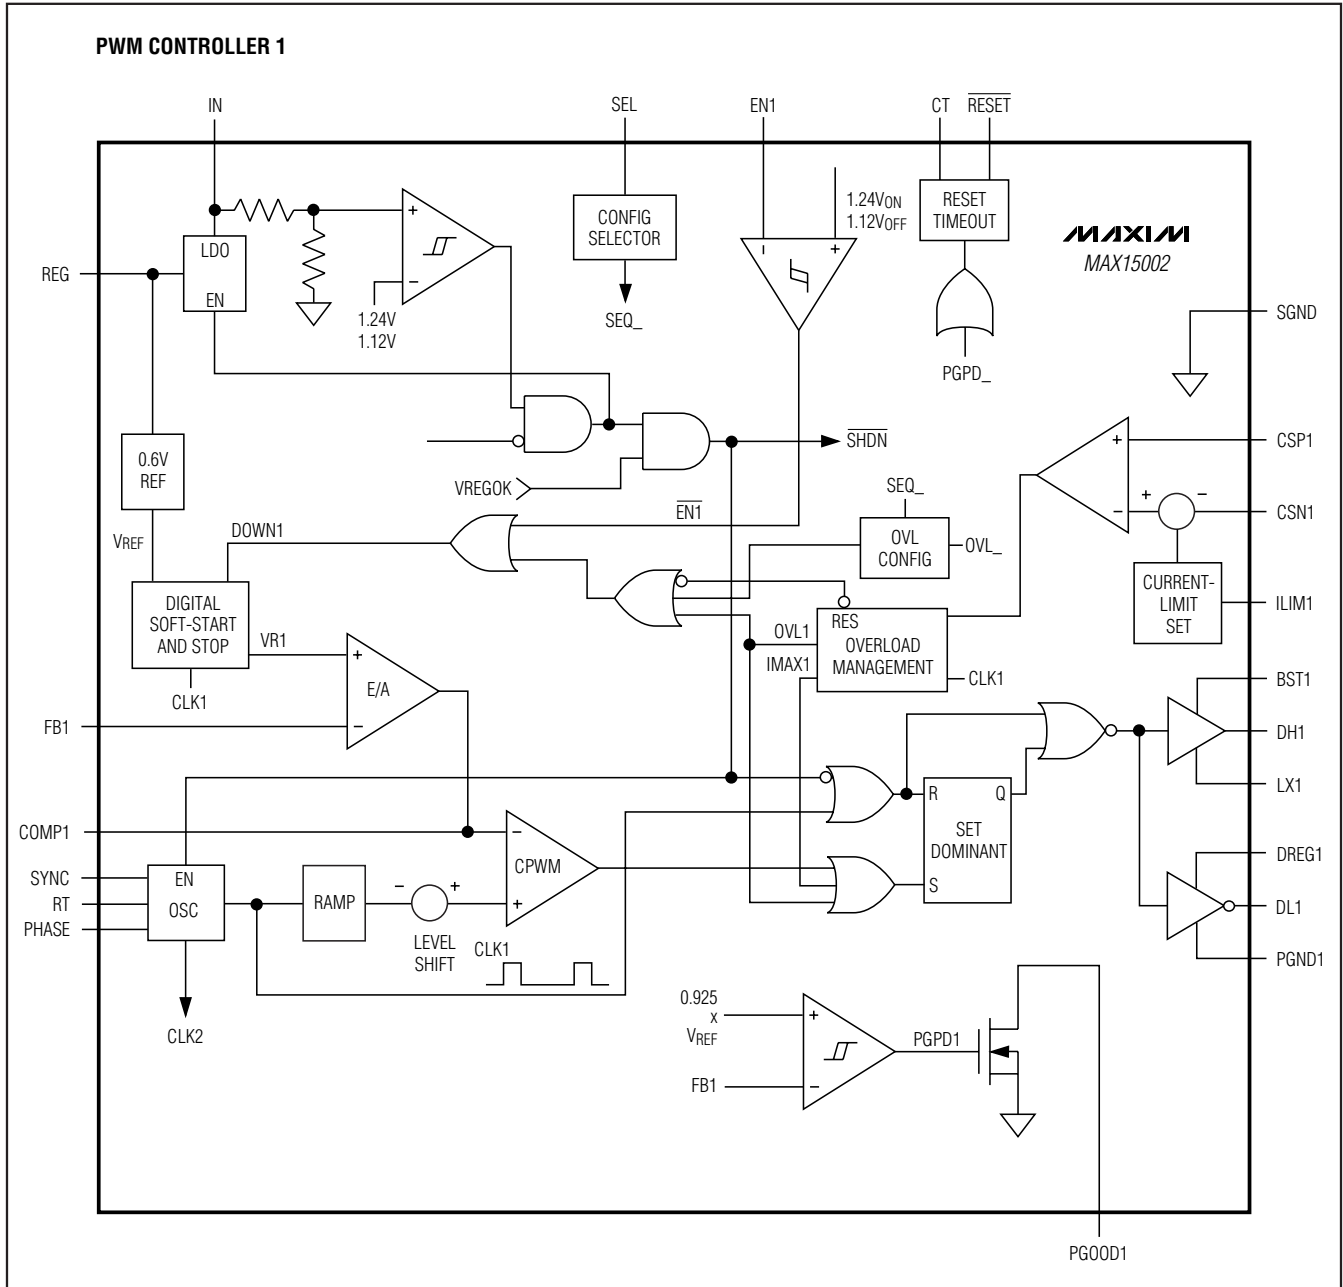 PWM CONTROLLER 1
IN
SEL
EN1
CT
RESET
LDO
EN
REG
+
−
1.24V
1.12V
CONFIG
SELECTOR
SEQ_
−
+
1.24VON
1.12VOFF
RESET
TIMEOUT
PGPD_
MAXIM
MAX15002
SGND
0.6V
REF
VREF
VREGOK
SHDN
EN1
DOWN1
SEQ_
OVL
CONFIG
OVL_
+
−
+
−
CSP1
CSN1
CURRENT-
LIMIT
SET
ILIM1
DIGITAL
SOFT-START
AND STOP
VR1
CLK1
+
E/A
−
FB1
OVL1
IMAX1
RES
OVERLOAD
MANAGEMENT
CLK1
BST1
DH1
LX1
COMP1
SYNC
RT
PHASE
EN
OSC
CLK2
RAMP
−
+
LEVEL
SHIFT
−
CPWM
+
CLK1
R
Q
SET
DOMINANT
S
DREG1
DL1
PGND1
0.925
x
VREF
FB1
+
−
PGPD1
PGOOD1